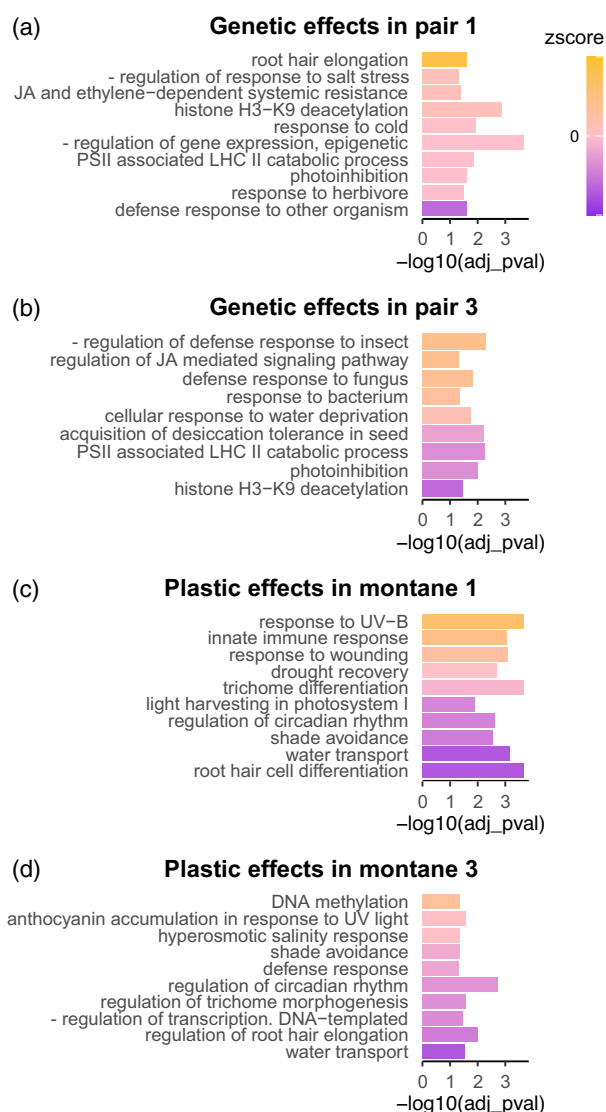 (a)
Genetic effects in pair 1
zscore
0
root hair elongation
- regulation of response to salt stress
JA and ethylene−dependent systemic resistance
histone H3−K9 deacetylation
response to cold
- regulation of gene expression, epigenetic
PSII associated LHC II catabolic process
photoinhibition
response to herbivore
defense response to other organism
0 1 2 3
−log10(adj_pval)
(b)
Genetic effects in pair 3
- regulation of defense response to insect
regulation of JA mediated signaling pathway
defense response to fungus
response to bacterium
cellular response to water deprivation
acquisition of desiccation tolerance in seed
PSII associated LHC II catabolic process
photoinhibition
histone H3−K9 deacetylation
0 1 2 3
−log10(adj_pval)
(c)
Plastic effects in montane 1
response to UV−B
innate immune response
response to wounding
drought recovery
trichome differentiation
light harvesting in photosystem I
regulation of circadian rhythm
shade avoidance
water transport
root hair cell differentiation
0 1 2 3
−log10(adj_pval)
(d)
Plastic effects in montane 3
DNA methylation
anthocyanin accumulation in response to UV light
hyperosmotic salinity response
shade avoidance
defense response
regulation of circadian rhythm
regulation of trichome morphogenesis
- regulation of transcription. DNA−templated
regulation of root hair elongation
water transport
0 1 2 3
−log10(adj_pval)